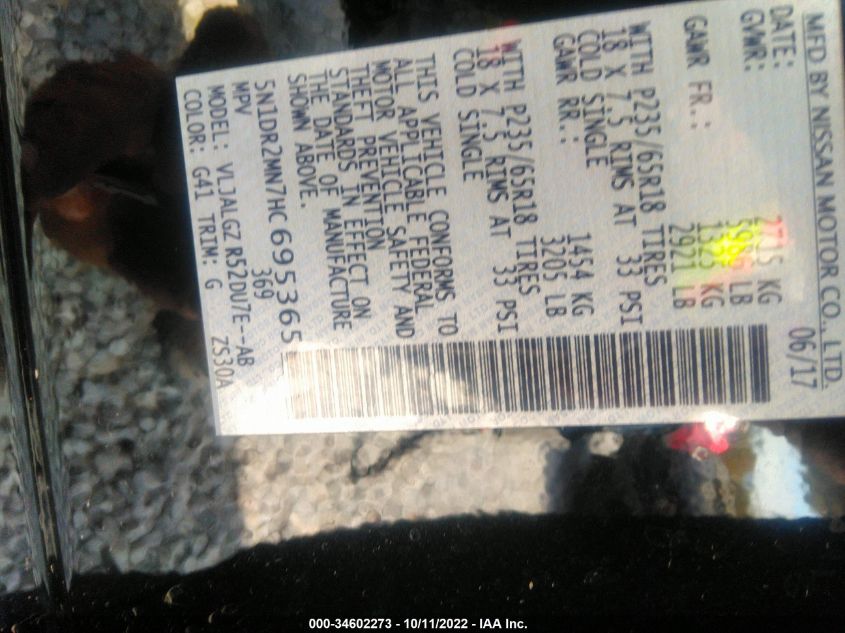 MFD BY NISSAN MOTOR CO., LTD.
DATE: 06/17
GVWR: KG
LB
GAWR FR.: KG
2921 LB
WITH P235/65R18 TIRES
18 X 7.5 RIMS AT 33 PSI
COLD SINGLE
GAWR RR.: 1454 KG
3205 LB
WITH P235/65R18 TIRES
18 X 7.5 RIMS AT 33 PSI
COLD SINGLE
THIS VEHICLE CONFORMS TO
ALL APPLICABLE FEDERAL
MOTOR VEHICLE SAFETY AND
THEFT PREVENTION
STANDARDS IN EFFECT ON
THE DATE OF MANUFACTURE
SHOWN ABOVE.
5N1DR2MN7HC695365
MPV 369
MODEL: VLJALGZ R52DU7E-AB
COLOR: G41 TRIM: G ZS30A
000-34602273 - 10/11/2022 - IAA Inc.